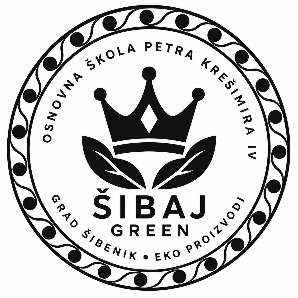 OSNOVNA ŠKOLA PETRA KREŠIMIRA IV
ŠIBAJ
GREEN
GRAD ŠIBENIK • EKO PROIZVODI